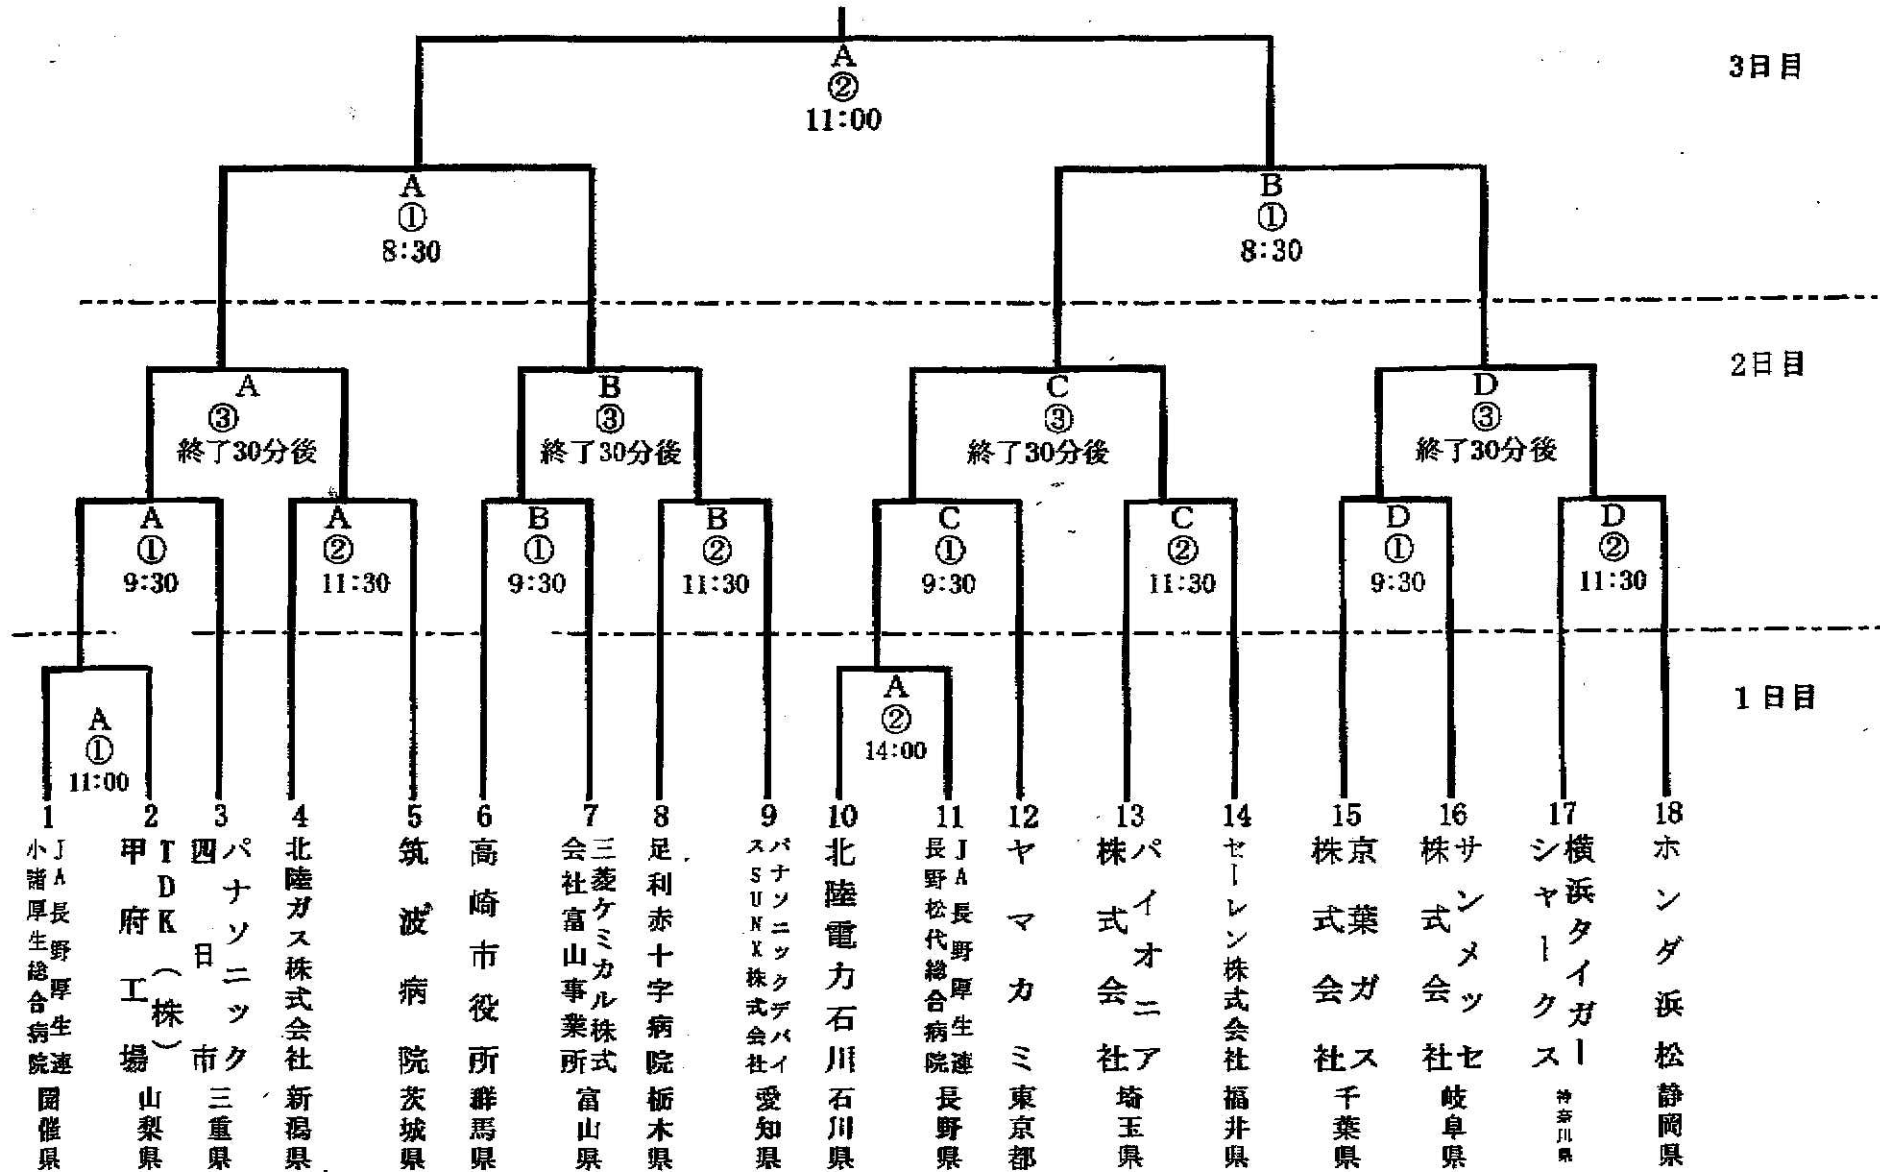 3日目
A
②
11:00
A
①
8:30
B
①
8:30
2日目
A
③
終了30分後
B
③
終了30分後
C
③
終了30分後
D
③
終了30分後
A
①
9:30
A
②
11:30
B
①
9:30
B
②
11:30
C
①
9:30
C
②
11:30
D
①
9:30
D
②
11:30
1日目
A
①
11:00
A
②
14:00
1
JA長野厚生連
小諸厚生総合病院
開催県
2
TDK(株)
甲府工場
山梨県
3
パナソニック
四日市
三重県
4
北陸ガス株式会社
新潟県
5
筑波病院
茨城県
6
高崎市役所
群馬県
7
三菱ケミカル株式
会社富山事業所
富山県
8
足利赤十字病院
栃木県
9
パナソニックデバイ
スSUNX株式会社
愛知県
10
北陸電力石川
石川県
11
JA長野厚生連
長野松代総合病院
長野県
12
ヤマカミ
東京都
13
パイオニア
株式会社
埼玉県
14
セーレン株式会社
福井県
15
京葉ガス
株式会社
千葉県
16
サンメッセ
株式会社
岐阜県
17
横浜タイガー
シャークス
神奈川県
18
ホンダ浜松
静岡県